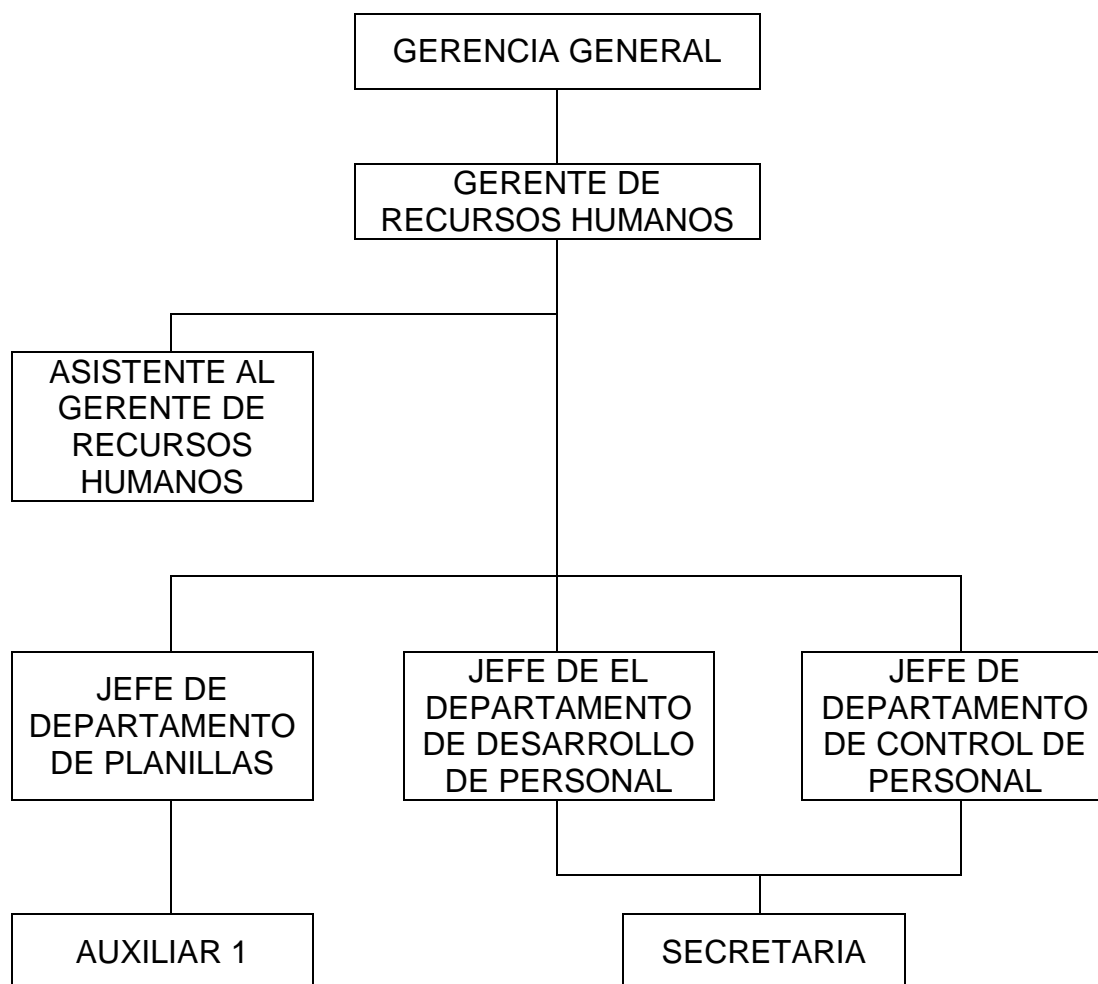 GERENCIA GENERAL
GERENTE DE
RECURSOS HUMANOS
ASISTENTE AL
GERENTE DE
RECURSOS
HUMANOS
JEFE DE
DEPARTAMENTO
DE PLANILLAS
JEFE DE EL
DEPARTAMENTO
DE DESARROLLO
DE PERSONAL
JEFE DE
DEPARTAMENTO
DE CONTROL DE
PERSONAL
AUXILIAR 1
SECRETARIA